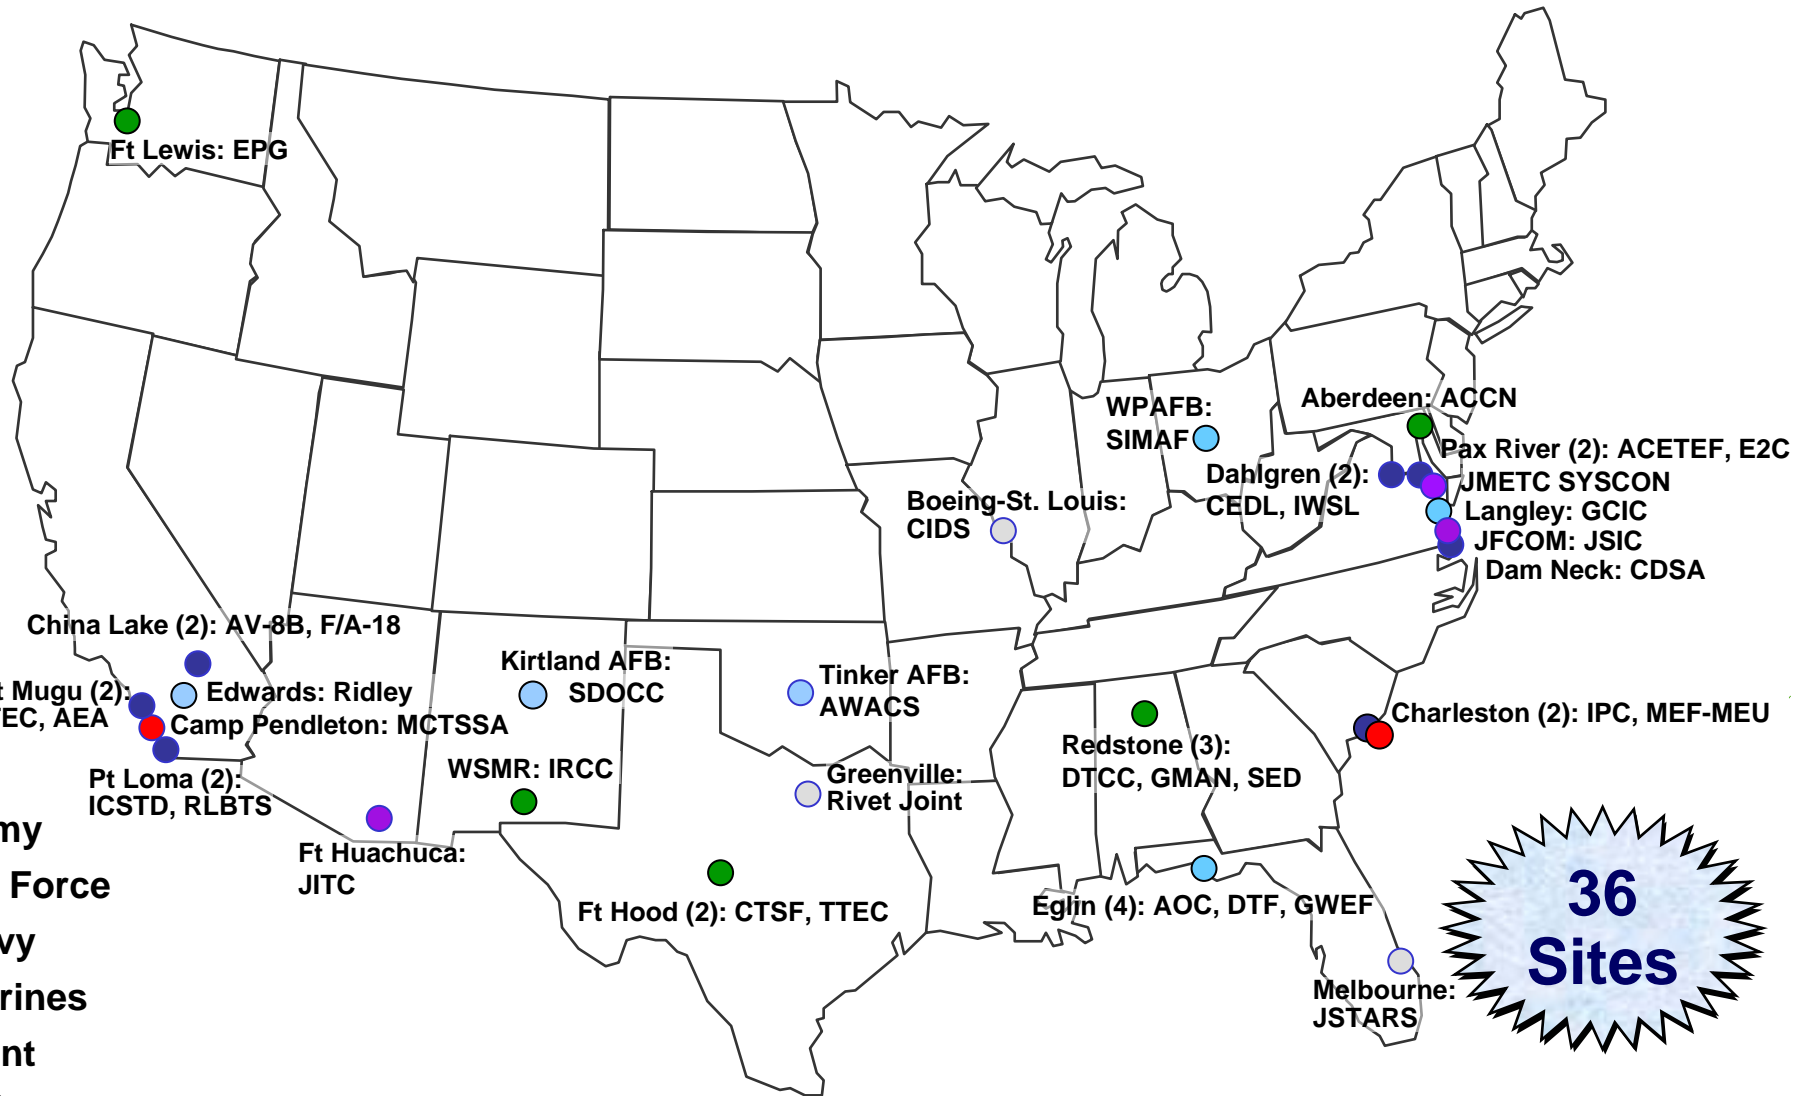 Ft Lewis: EPG
Aberdeen: ACCN
WPAFB:
SIMAF
Pax River (2): ACETEF, E2C
Dahlgren (2):
CEDL, IWSL
JMETC SYSCON
Boeing-St. Louis:
CIDS
Langley: GCIC
JFCOM: JSIC
Dam Neck: CDSA
China Lake (2): AV-8B, F/A-18
Kirtland AFB:
SDOCC
Tinker AFB:
AWACS
t Mugu (2):
EC, AEA
Edwards: Ridley
Camp Pendleton: MCTSSA
Charleston (2): IPC, MEF-MEU
Redstone (3):
DTCC, GMAN, SED
Pt Loma (2):
ICSTD, RLBTS
WSMR: IRCC
Greenville:
Rivet Joint
Ft Huachuca:
JITC
Ft Hood (2): CTSF, TTEC
Eglin (4): AOC, DTF, GWEF
Melbourne:
JSTARS
my
Force
vy
rines
nt
36
Sites